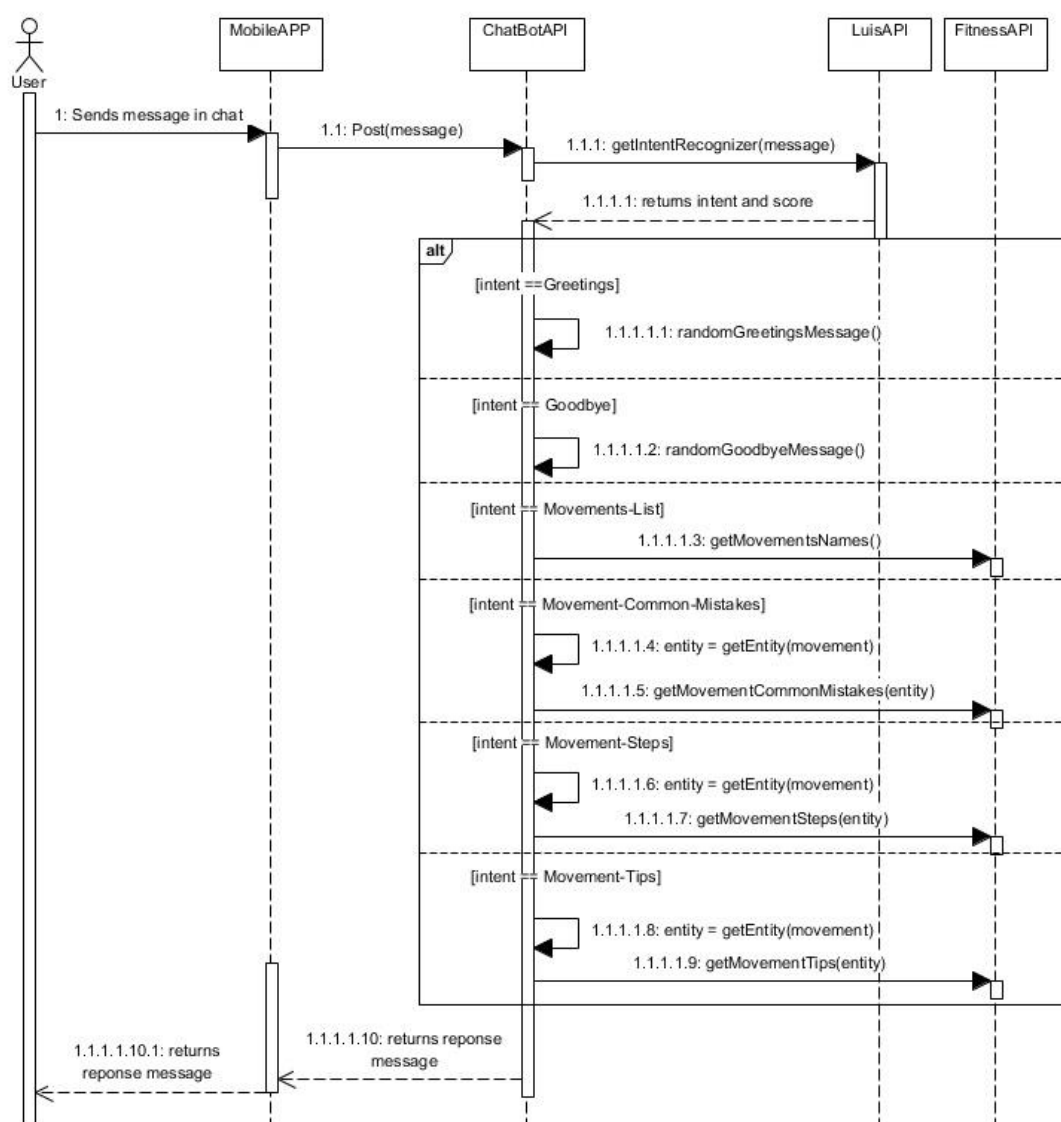 MobileAPP
ChatBotAPI
LuisAPI
FitnessAPI
User
1: Sends message in chat
1.1: Post(message)
1.1.1: getIntentRecognizer(message)
1.1.1.1: returns intent and score
alt
[intent ==Greetings]
1.1.1.1.1: randomGreetingsMessage()
[intent == Goodbye]
1.1.1.1.2: randomGoodbyeMessage()
[intent == Movements-List]
1.1.1.1.3: getMovementsNames()
[intent == Movement-Common-Mistakes]
1.1.1.1.4: entity = getEntity(movement)
1.1.1.1.5: getMovementCommonMistakes(entity)
[intent == Movement-Steps]
1.1.1.1.6: entity = getEntity(movement)
1.1.1.1.7: getMovementSteps(entity)
[intent == Movement-Tips]
1.1.1.1.8: entity = getEntity(movement)
1.1.1.1.9: getMovementTips(entity)
1.1.1.1.10: returns reponse
message
1.1.1.1.10.1: returns
reponse message